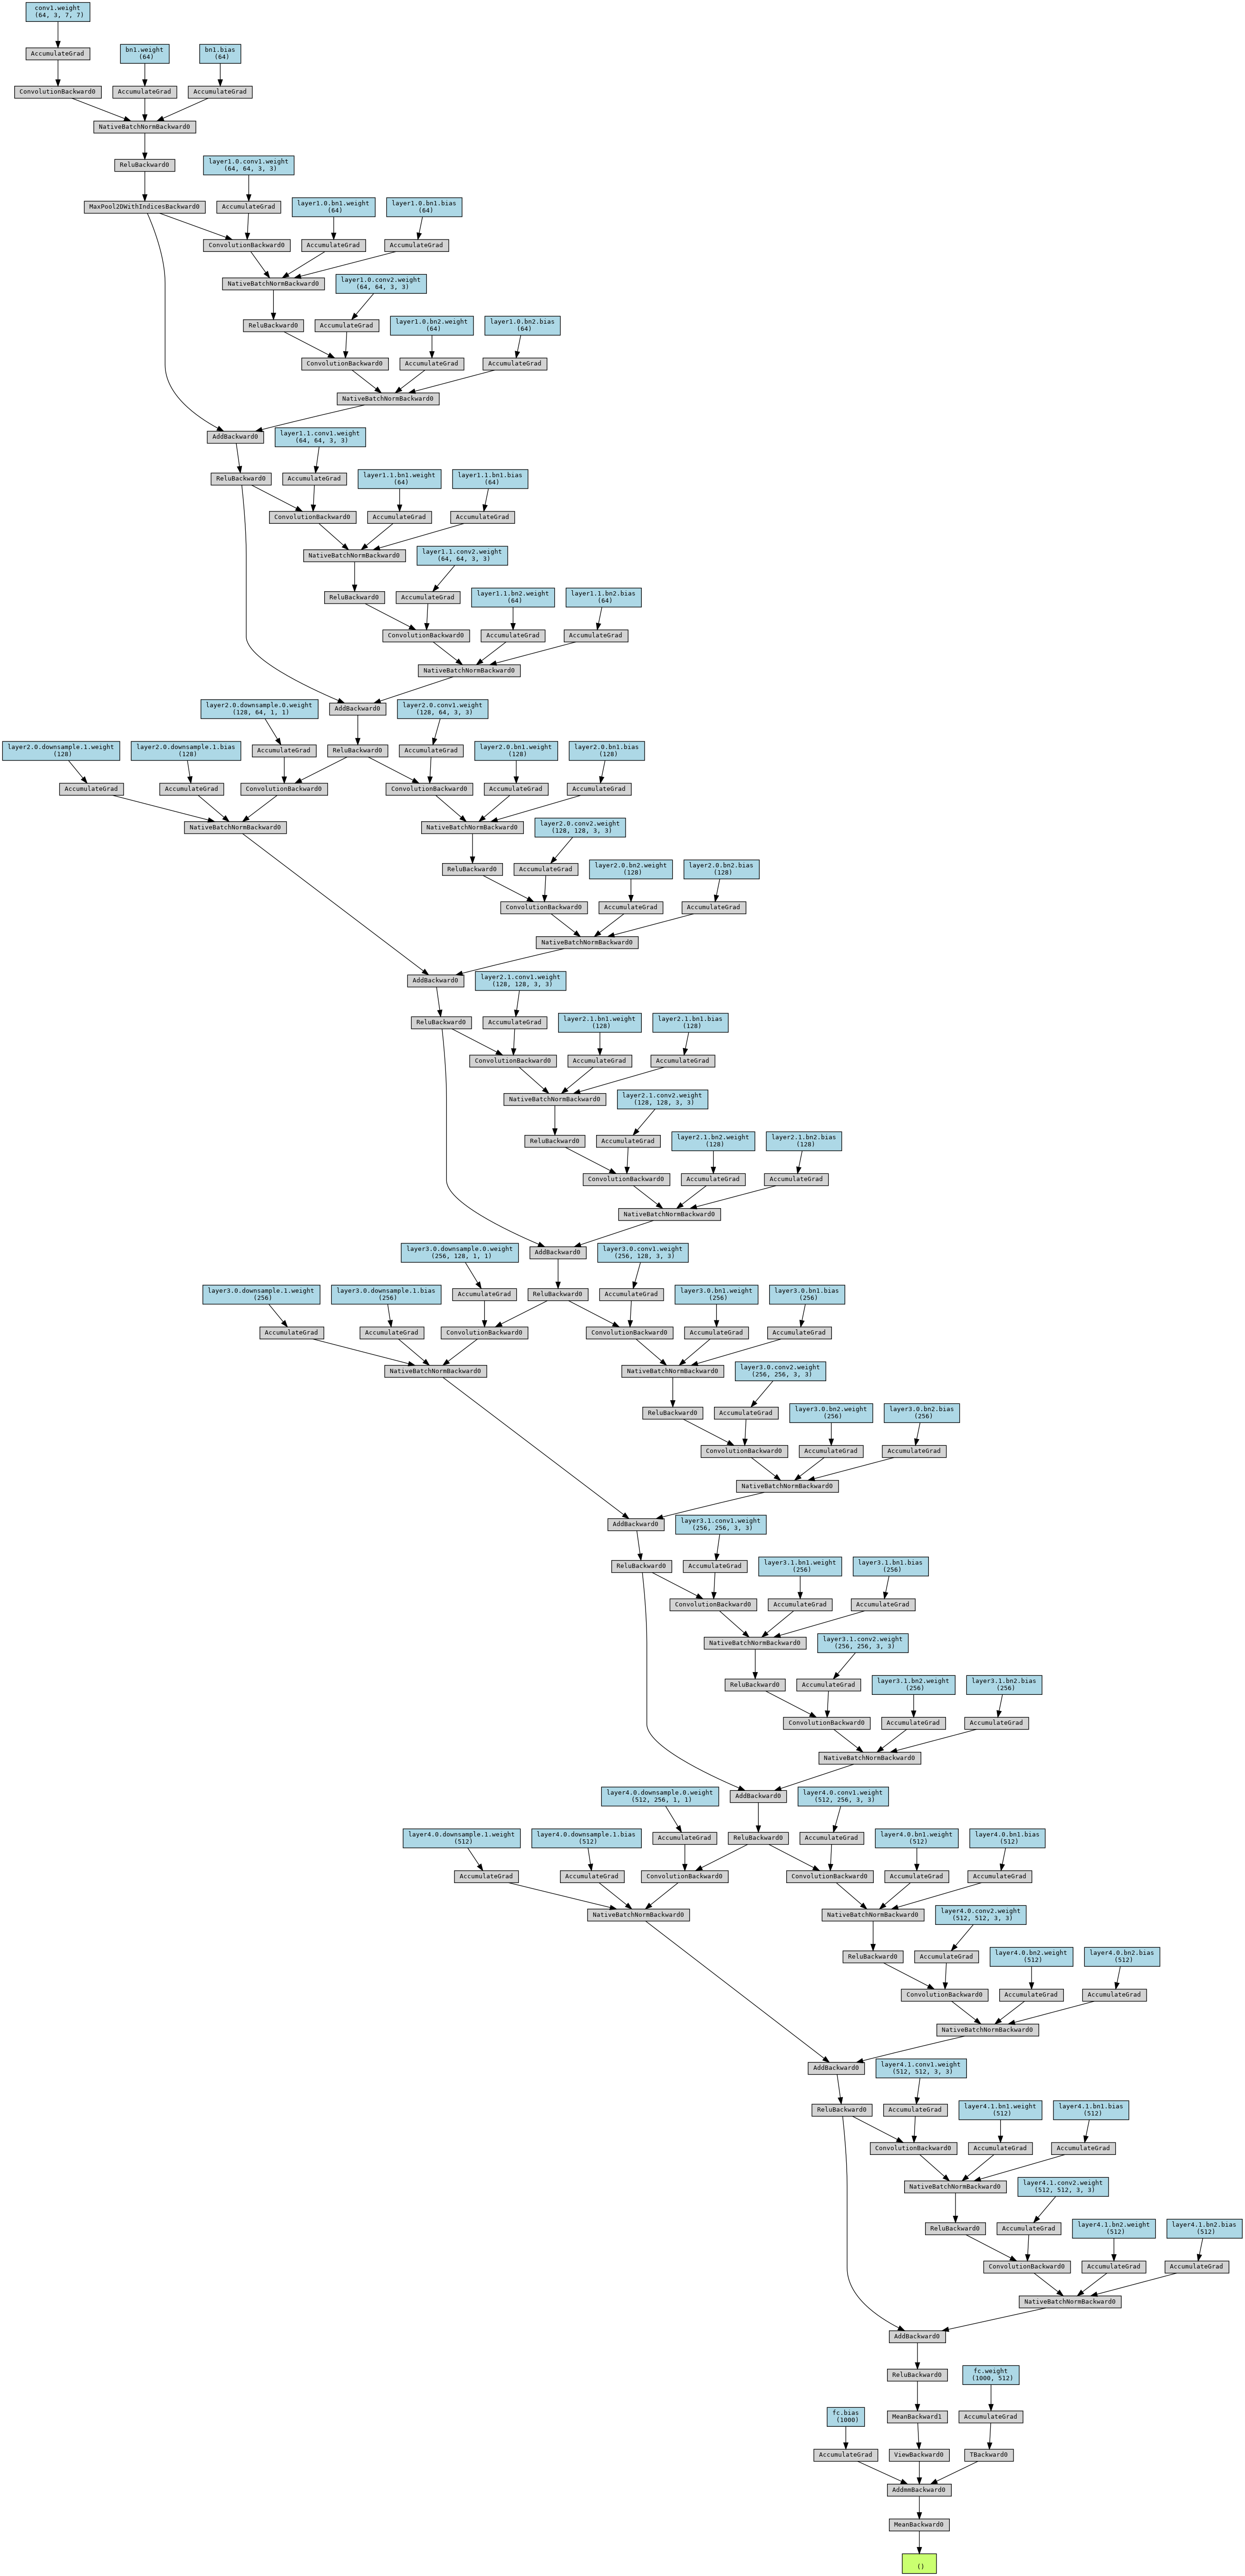 conv1.weight
(64, 3, 7, 7)
AccumulateGrad
bn1.weight
(64)
bn1.bias
(64)
ConvolutionBackward0
AccumulateGrad
AccumulateGrad
NativeBatchNormBackward0
ReluBackward0
layer1.0.conv1.weight
(64, 64, 3, 3)
MaxPool2DWithIndicesBackward0
AccumulateGrad
layer1.0.bn1.weight
(64)
layer1.0.bn1.bias
(64)
ConvolutionBackward0
AccumulateGrad
AccumulateGrad
NativeBatchNormBackward0
layer1.0.conv2.weight
(64, 64, 3, 3)
ReluBackward0
AccumulateGrad
layer1.0.bn2.weight
(64)
layer1.0.bn2.bias
(64)
ConvolutionBackward0
AccumulateGrad
AccumulateGrad
NativeBatchNormBackward0
AddBackward0
layer1.1.conv1.weight
(64, 64, 3, 3)
ReluBackward0
AccumulateGrad
layer1.1.bn1.weight
(64)
layer1.1.bn1.bias
(64)
ConvolutionBackward0
AccumulateGrad
AccumulateGrad
NativeBatchNormBackward0
layer1.1.conv2.weight
(64, 64, 3, 3)
ReluBackward0
AccumulateGrad
layer1.1.bn2.weight
(64)
layer1.1.bn2.bias
(64)
ConvolutionBackward0
AccumulateGrad
AccumulateGrad
NativeBatchNormBackward0
layer2.0.downsample.0.weight
(128, 64, 1, 1)
AddBackward0
layer2.0.conv1.weight
(128, 64, 3, 3)
layer2.0.downsample.1.weight
(128)
layer2.0.downsample.1.bias
(128)
AccumulateGrad
ReluBackward0
AccumulateGrad
layer2.0.bn1.weight
(128)
layer2.0.bn1.bias
(128)
AccumulateGrad
AccumulateGrad
ConvolutionBackward0
ConvolutionBackward0
AccumulateGrad
AccumulateGrad
NativeBatchNormBackward0
NativeBatchNormBackward0
layer2.0.conv2.weight
(128, 128, 3, 3)
ReluBackward0
AccumulateGrad
layer2.0.bn2.weight
(128)
layer2.0.bn2.bias
(128)
ConvolutionBackward0
AccumulateGrad
AccumulateGrad
NativeBatchNormBackward0
AddBackward0
layer2.1.conv1.weight
(128, 128, 3, 3)
ReluBackward0
AccumulateGrad
layer2.1.bn1.weight
(128)
layer2.1.bn1.bias
(128)
ConvolutionBackward0
AccumulateGrad
AccumulateGrad
NativeBatchNormBackward0
layer2.1.conv2.weight
(128, 128, 3, 3)
ReluBackward0
AccumulateGrad
layer2.1.bn2.weight
(128)
layer2.1.bn2.bias
(128)
ConvolutionBackward0
AccumulateGrad
AccumulateGrad
NativeBatchNormBackward0
layer3.0.downsample.0.weight
(256, 128, 1, 1)
AddBackward0
layer3.0.conv1.weight
(256, 128, 3, 3)
layer3.0.downsample.1.weight
(256)
layer3.0.downsample.1.bias
(256)
AccumulateGrad
ReluBackward0
AccumulateGrad
layer3.0.bn1.weight
(256)
layer3.0.bn1.bias
(256)
AccumulateGrad
AccumulateGrad
ConvolutionBackward0
ConvolutionBackward0
AccumulateGrad
AccumulateGrad
NativeBatchNormBackward0
NativeBatchNormBackward0
layer3.0.conv2.weight
(256, 256, 3, 3)
ReluBackward0
AccumulateGrad
layer3.0.bn2.weight
(256)
layer3.0.bn2.bias
(256)
ConvolutionBackward0
AccumulateGrad
AccumulateGrad
NativeBatchNormBackward0
AddBackward0
layer3.1.conv1.weight
(256, 256, 3, 3)
ReluBackward0
AccumulateGrad
layer3.1.bn1.weight
(256)
layer3.1.bn1.bias
(256)
ConvolutionBackward0
AccumulateGrad
AccumulateGrad
NativeBatchNormBackward0
layer3.1.conv2.weight
(256, 256, 3, 3)
ReluBackward0
AccumulateGrad
layer3.1.bn2.weight
(256)
layer3.1.bn2.bias
(256)
ConvolutionBackward0
AccumulateGrad
AccumulateGrad
NativeBatchNormBackward0
layer4.0.downsample.0.weight
(512, 256, 1, 1)
AddBackward0
layer4.0.conv1.weight
(512, 256, 3, 3)
layer4.0.downsample.1.weight
(512)
layer4.0.downsample.1.bias
(512)
AccumulateGrad
ReluBackward0
AccumulateGrad
layer4.0.bn1.weight
(512)
layer4.0.bn1.bias
(512)
AccumulateGrad
AccumulateGrad
ConvolutionBackward0
ConvolutionBackward0
AccumulateGrad
AccumulateGrad
NativeBatchNormBackward0
NativeBatchNormBackward0
layer4.0.conv2.weight
(512, 512, 3, 3)
ReluBackward0
AccumulateGrad
layer4.0.bn2.weight
(512)
layer4.0.bn2.bias
(512)
ConvolutionBackward0
AccumulateGrad
AccumulateGrad
NativeBatchNormBackward0
AddBackward0
layer4.1.conv1.weight
(512, 512, 3, 3)
ReluBackward0
AccumulateGrad
layer4.1.bn1.weight
(512)
layer4.1.bn1.bias
(512)
ConvolutionBackward0
AccumulateGrad
AccumulateGrad
NativeBatchNormBackward0
layer4.1.conv2.weight
(512, 512, 3, 3)
ReluBackward0
AccumulateGrad
layer4.1.bn2.weight
(512)
layer4.1.bn2.bias
(512)
ConvolutionBackward0
AccumulateGrad
AccumulateGrad
NativeBatchNormBackward0
AddBackward0
ReluBackward0
fc.weight
(1000, 512)
fc.bias
(1000)
MeanBackward1
AccumulateGrad
AccumulateGrad
ViewBackward0
TBackward0
AddmmBackward0
MeanBackward0
()